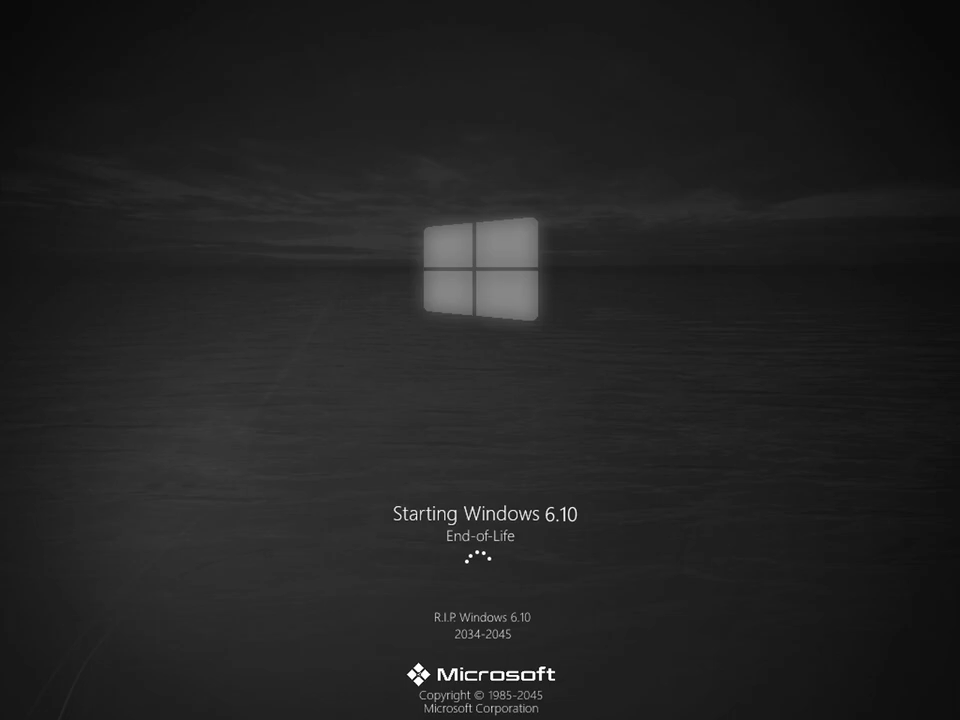 Starting Windows 6.10
End-of-Life
R.I.P. Windows 6.10
2034-2045
Microsoft
Copyright © 1985-2045
Microsoft Corporation